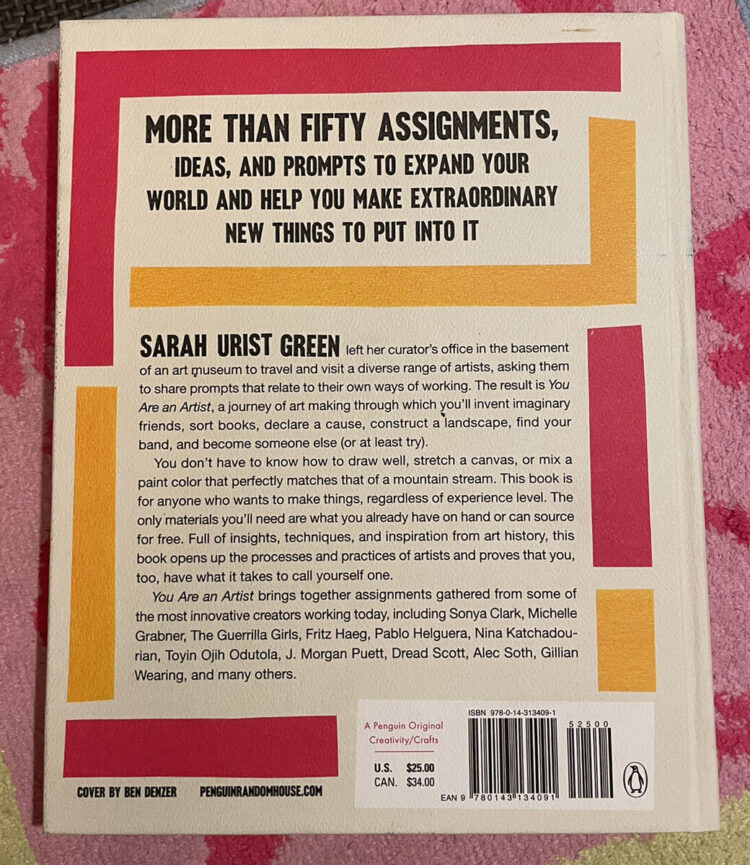 MORE THAN FIFTY ASSIGNMENTS,
IDEAS, AND PROMPTS TO EXPAND YOUR
WORLD AND HELP YOU MAKE EXTRAORDINARY
NEW THINGS TO PUT INTO IT
SARAH URIST GREEN left her curator's office in the basement
of an art museum to travel and visit a diverse range of artists, asking them
to share prompts that relate to their own ways of working. The result is You
Are an Artist, a journey of art making through which you'll invent imaginary
friends, sort books, declare a cause, construct a landscape, find your
band, and become someone else (or at least try).
You don't have to know how to draw well, stretch a canvas, or mix a
paint color that perfectly matches that of a mountain stream. This book is
for anyone who wants to make things, regardless of experience level. The
only materials you'll need are what you already have on hand or can source
for free. Full of insights, techniques, and inspiration from art history, this
book opens up the processes and practices of artists and proves that you,
too, have what it takes to call yourself one.
You Are an Artist brings together assignments gathered from some of
the most innovative creators working today, including Sonya Clark, Michelle
Grabner, The Guerrilla Girls, Fritz Haeg, Pablo Helguera, Nina Katchadou-
rian, Toyin Ojih Odutola, J. Morgan Puett, Dread Scott, Alec Soth, Gillian
Wearing, and many others.
A Penguin Original
Creativity/Crafts
U.S. $25.00
CAN. $34.00
ISBN 978-0-14-313409-1
52500
EAN 9 780143 134091
COVER BY BEN DENZER PENGUINRANDOMHOUSE.COM